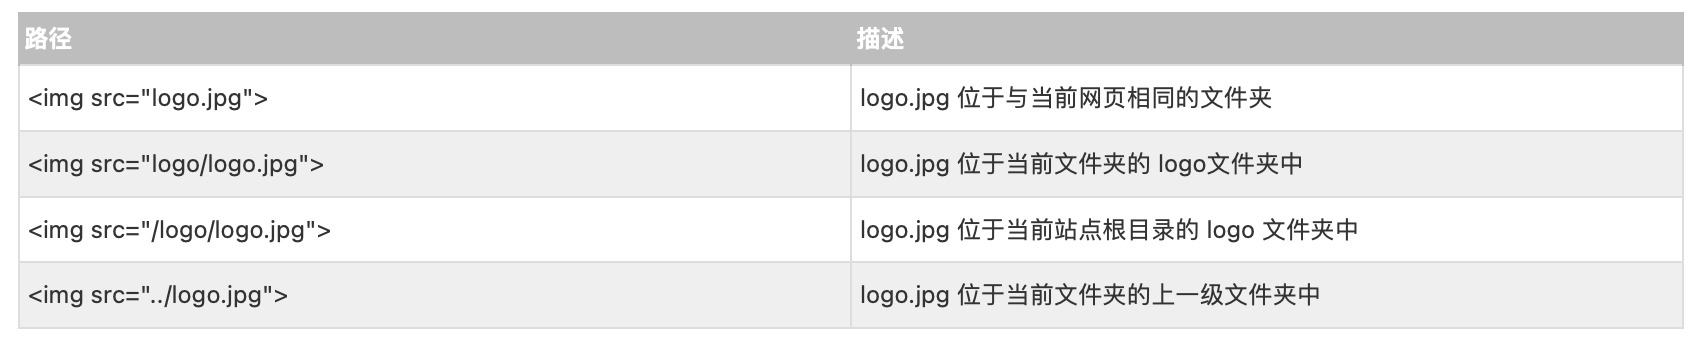 路径 描述
<img src="logo.jpg"> logo.jpg 位于与当前网页相同的文件夹
<img src="logo/logo.jpg"> logo.jpg 位于当前文件夹的 logo文件夹中
<img src="/logo/logo.jpg"> logo.jpg 位于当前站点根目录的 logo 文件夹中
<img src="../logo.jpg"> logo.jpg 位于当前文件夹的上一级文件夹中